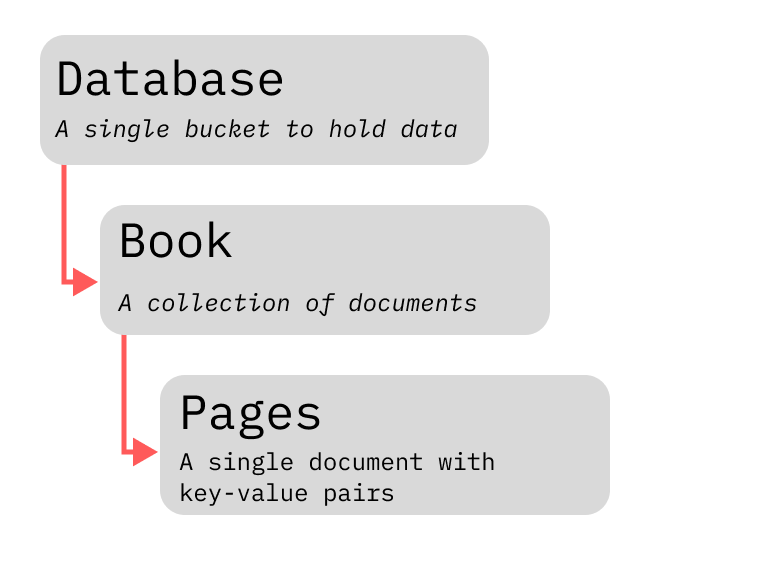 Database
A single bucket to hold data
Book
A collection of documents
Pages
A single document with
key-value pairs